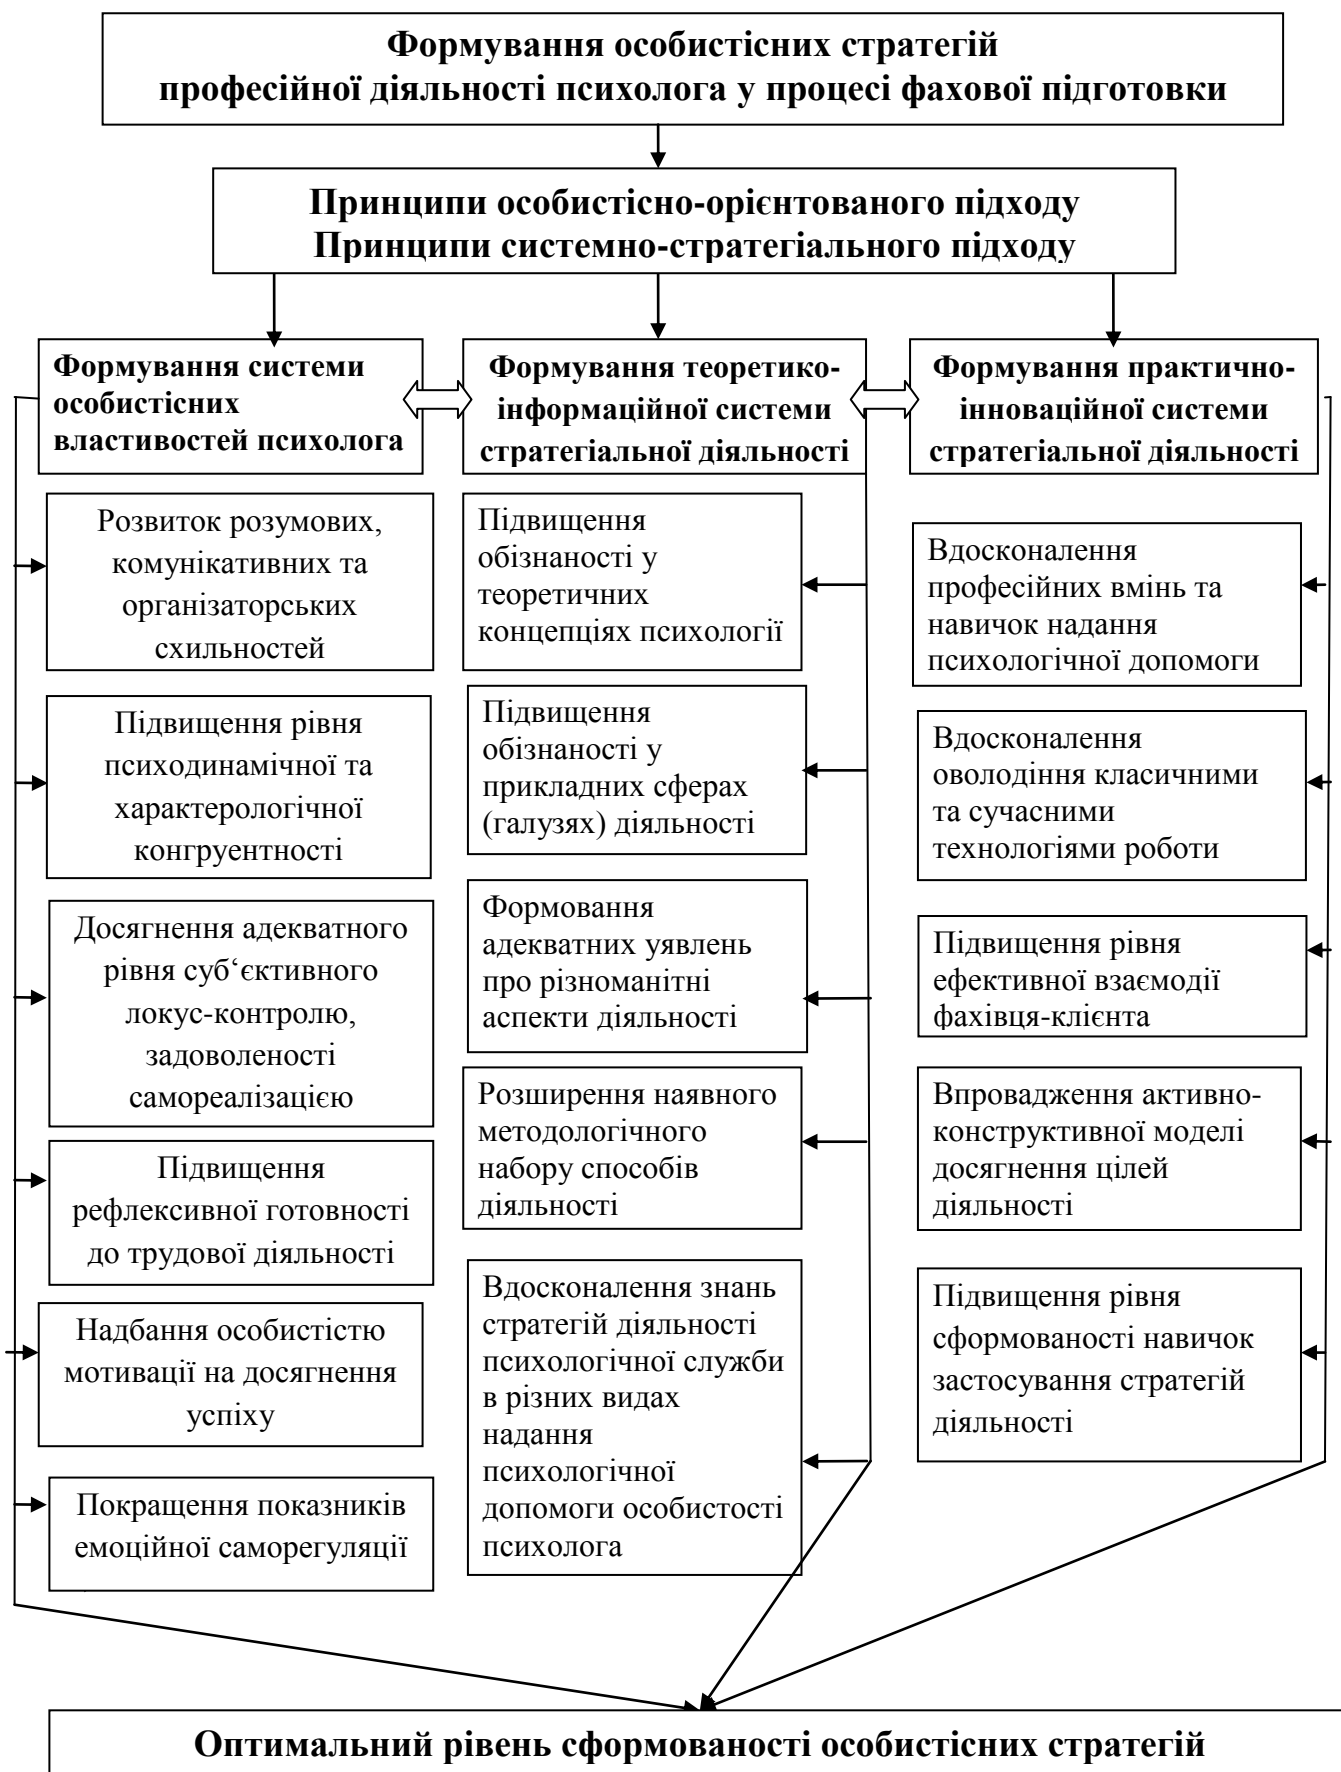 Формування особистісних стратегій
професійної діяльності психолога у процесі фахової підготовки
Принципи особистісно-орієнтованого підходу
Принципи системно-стратегіального підходу
Формування системи
особистісних
властивостей психолога
Формування теоретико-
інформаційної системи
стратегіальної діяльності
Формування практично-
інноваційної системи
стратегіальної діяльності
Розвиток розумових,
комунікативних та
організаторських
схильностей
Підвищення рівня
психодинамічної та
характерологічної
конгруентності
Досягнення адекватного
рівня суб‘єктивного
локус-контролю,
задоволеності
самореалізацією
Підвищення
рефлексивної готовності
до трудової діяльності
Надбання особистістю
мотивації на досягнення
успіху
Покращення показників
емоційної саморегуляції
Підвищення
обізнаності у
теоретичних
концепціях психології
Підвищення
обізнаності у
прикладних сферах
(галузях) діяльності
Формовання
адекватних уявлень
про різноманітні
аспекти діяльності
Розширення наявного
методологічного
набору способів
діяльності
Вдосконалення знань
стратегій діяльності
психологічної служби
в різних видах
надання
психологічної
допомоги особистості
психолога
Вдосконалення
професійних вмінь та
навичок надання
психологічної допомоги
Вдосконалення
оволодіння класичними
та сучасними
технологіями роботи
Підвищення рівня
ефективної взаємодії
фахівця-клієнта
Впровадження активно-
конструктивної моделі
досягнення цілей
діяльності
Підвищення рівня
сформованості навичок
застосування стратегій
діяльності
Оптимальний рівень сформованості особистісних стратегій